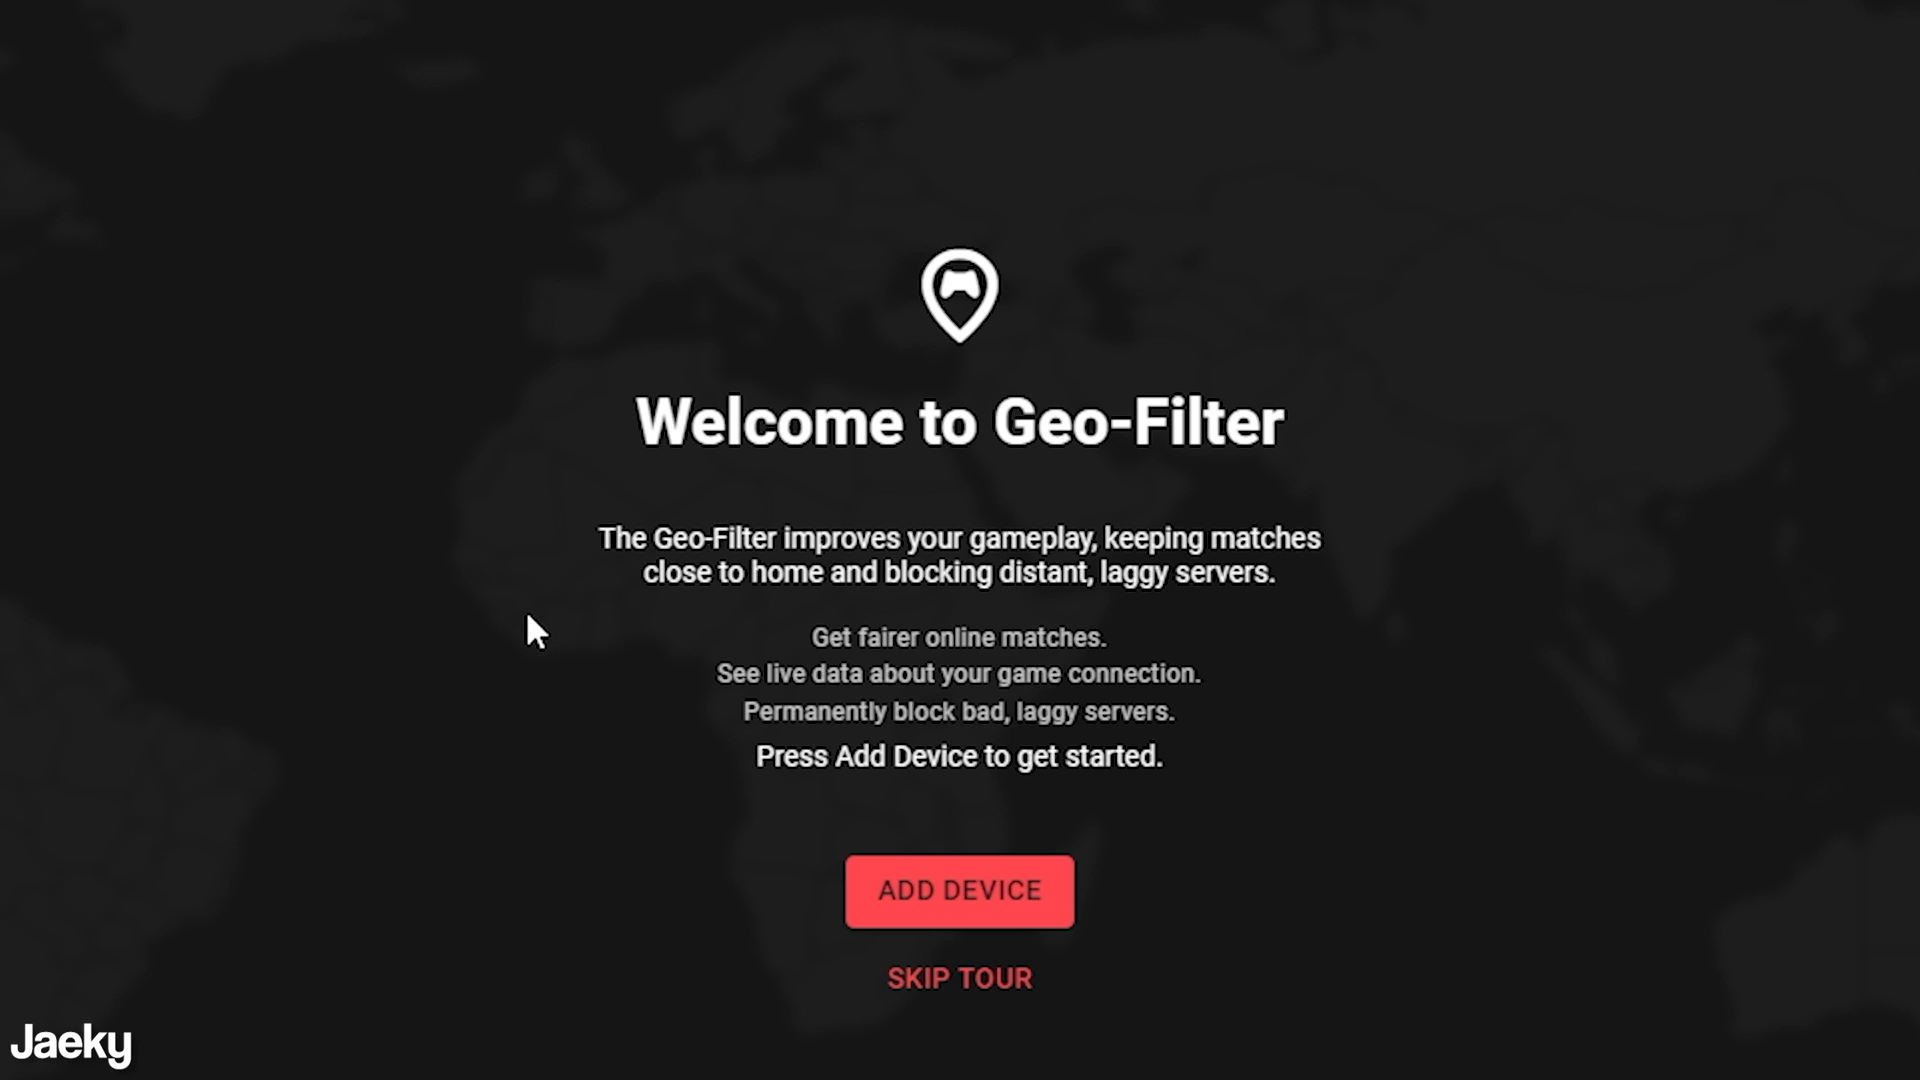 Welcome to Geo-Filter
The Geo-Filter improves your gameplay, keeping matches
close to home and blocking distant, laggy servers.
Get fairer online matches.
See live data about your game connection.
Permanently block bad, laggy servers.
Press Add Device to get started.
ADD DEVICE
SKIP TOUR
Jaeky